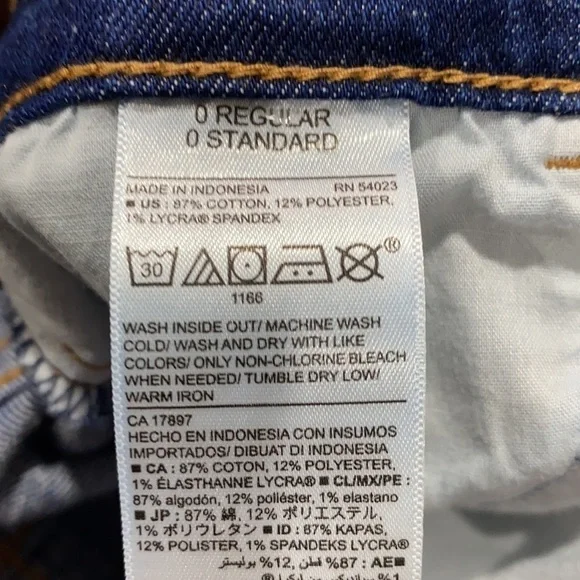 0 REGULAR
0 STANDARD
MADE IN INDONESIA RN 54023
■ US : 87% COTTON, 12% POLYESTER,
1% LYCRA® SPANDEX
30
®
1166
WASH INSIDE OUT/ MACHINE WASH
COLD/ WASH AND DRY WITH LIKE
COLORS/ ONLY NON-CHLORINE BLEACH
WHEN NEEDED/ TUMBLE DRY LOW/
WARM IRON
CA 17897
HECHO EN INDONESIA CON INSUMOS
IMPORTADOS/ DIBUAT DI INDONESIA
■ CA : 87% COTON, 12% POLYESTER,
1% ÉLASTHANNE LYCRA® ■ CL/MX/PE :
87% algodón, 12% poliéster, 1% elastano
■ JP : 87% 綿, 12% ポリエステル,
1% ポリウレタン ■ ID : 87% KAPAS,
12% POLISTER, 1% SPANDEKS LYCRA®
■ AE : 87% قطن, 12% بوليستر